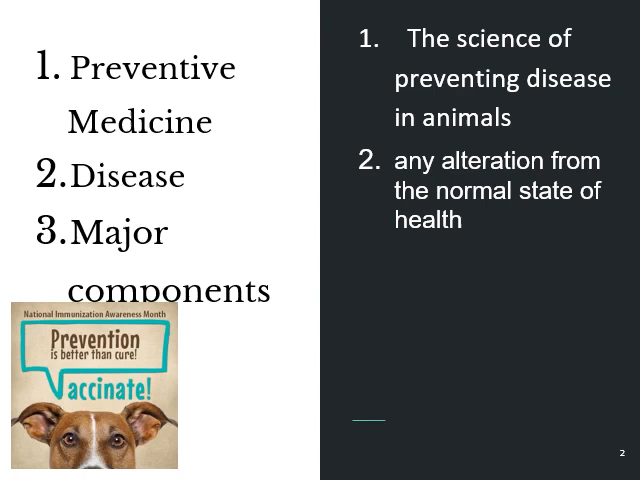 1. Preventive
Medicine
2. Disease
3. Major
components
National Immunization Awareness Month
Prevention
is better than cure!
Vaccinate!
1. The science of
preventing disease
in animals
2. any alteration from
the normal state of
health
2